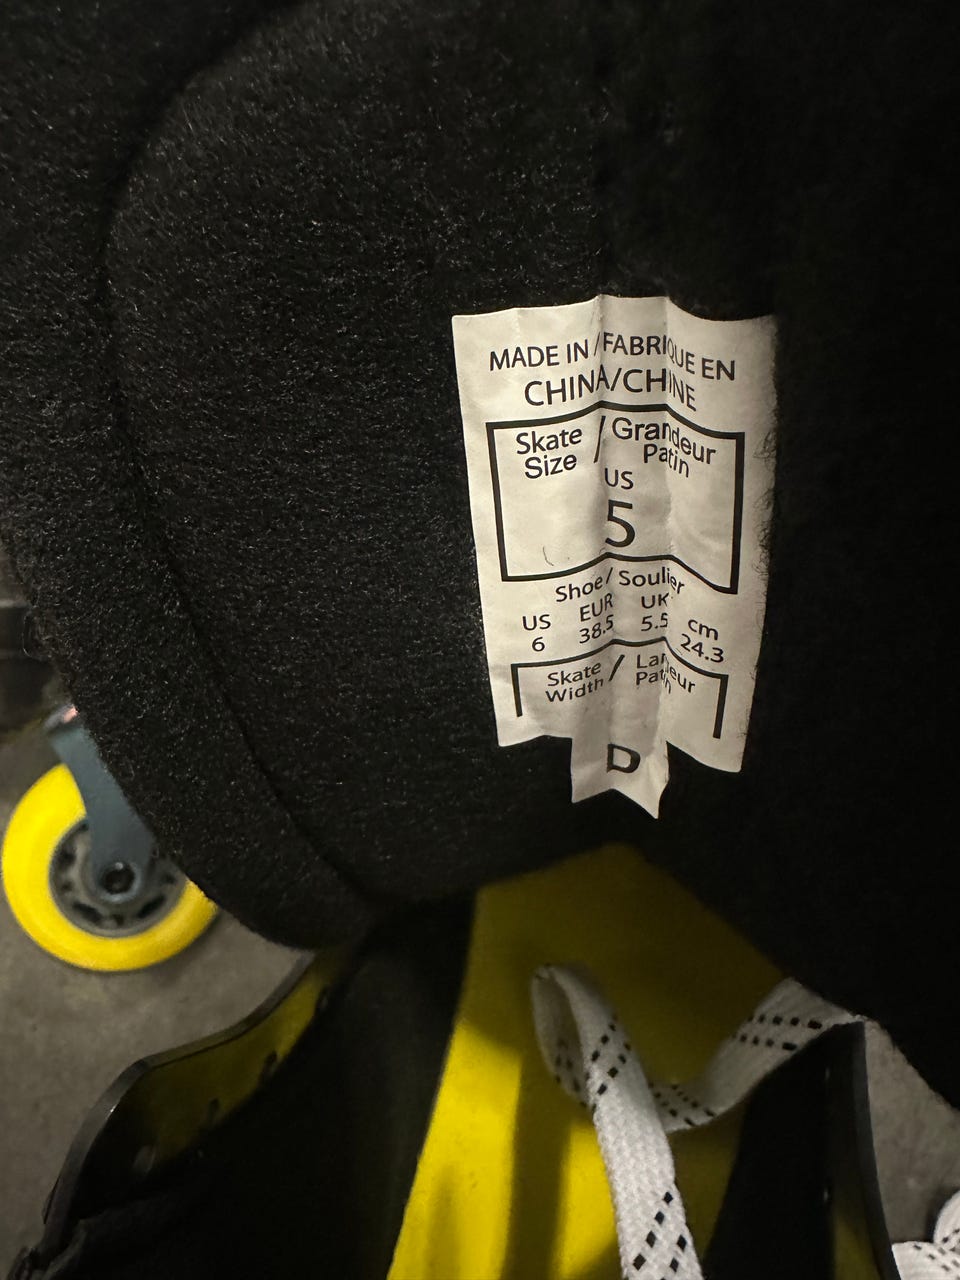 MADE IN / FABRIQUE EN
CHINA/CHINE
Skate / Grandeur
Size Patin
US
5
Shoe / Soulier
US EUR UK cm
6 38.5 5.5 24.3
Skate / Largeur
Width Patin
D